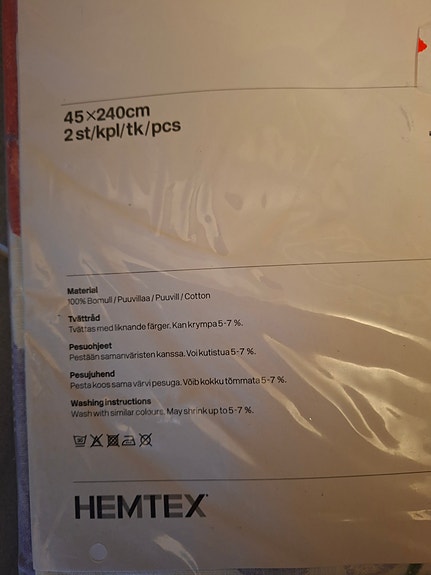 45×240cm
2 st/kpl/tk/pcs
Material
100% Bomull / Puuvillaa / Puuvill / Cotton
Tvättråd
Tvättas med liknande färger. Kan krympa 5-7 %.
Pesuohjeet
Pestään samanväristen kanssa. Voi kutistua 5-7 %.
Pesujuhend
Pesta koos sama värvi pesuga. Võib kokku tõmmata 5-7 %.
Washing instructions
Wash with similar colours. May shrink up to 5-7 %.
HEMTEX